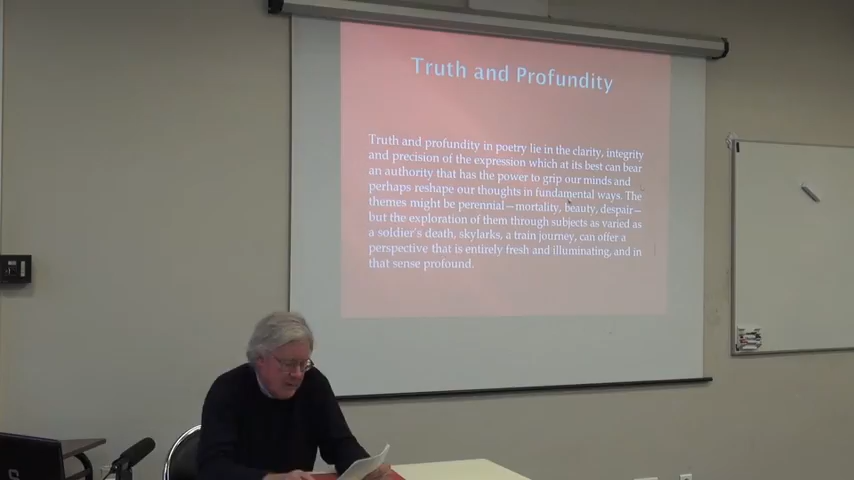 Truth and Profundity
Truth and profundity in poetry lie in the clarity, integrity
and precision of the expression which at its best can bear
an authority that has the power to grip our minds and
perhaps reshape our thoughts in fundamental ways. The
themes might be perennial—mortality, beauty, despair—
but the exploration of them through subjects as varied as
a soldier's death, skylarks, a train journey, can offer a
perspective that is entirely fresh and illuminating, and in
that sense profound.